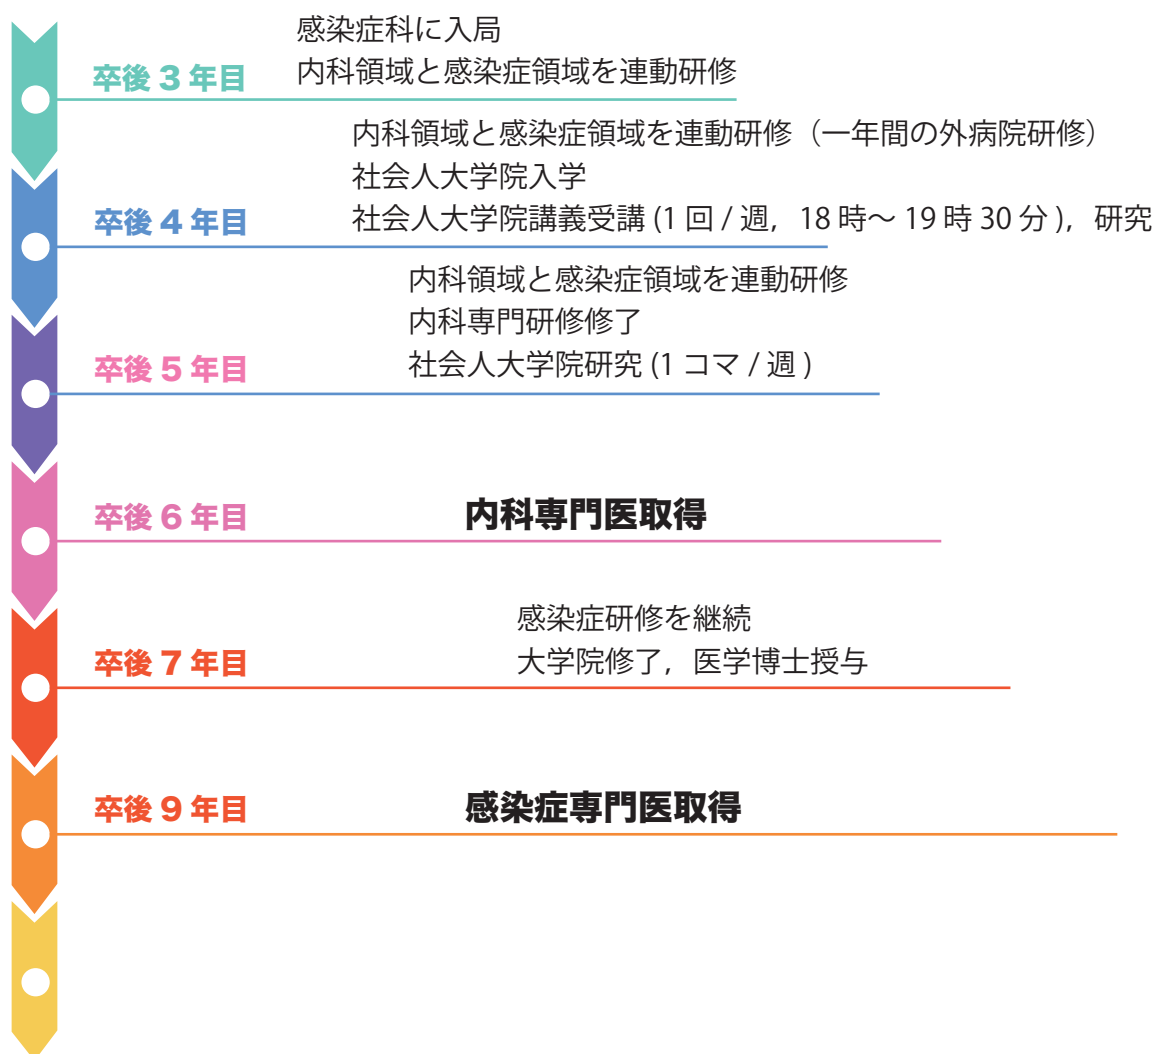 感染症科に入局
卒後 3 年目 内科領域と感染症領域を連動研修
内科領域と感染症領域を連動研修（一年間の外病院研修）
社会人大学院入学
卒後 4 年目 社会人大学院講義受講 (1 回 / 週，18 時～ 19 時 30 分 )，研究
内科領域と感染症領域を連動研修
内科専門研修修了
卒後 5 年目 社会人大学院研究 (1 コマ / 週 )
卒後 6 年目 内科専門医取得
感染症研修を継続
卒後 7 年目 大学院修了，医学博士授与
卒後 9 年目 感染症専門医取得